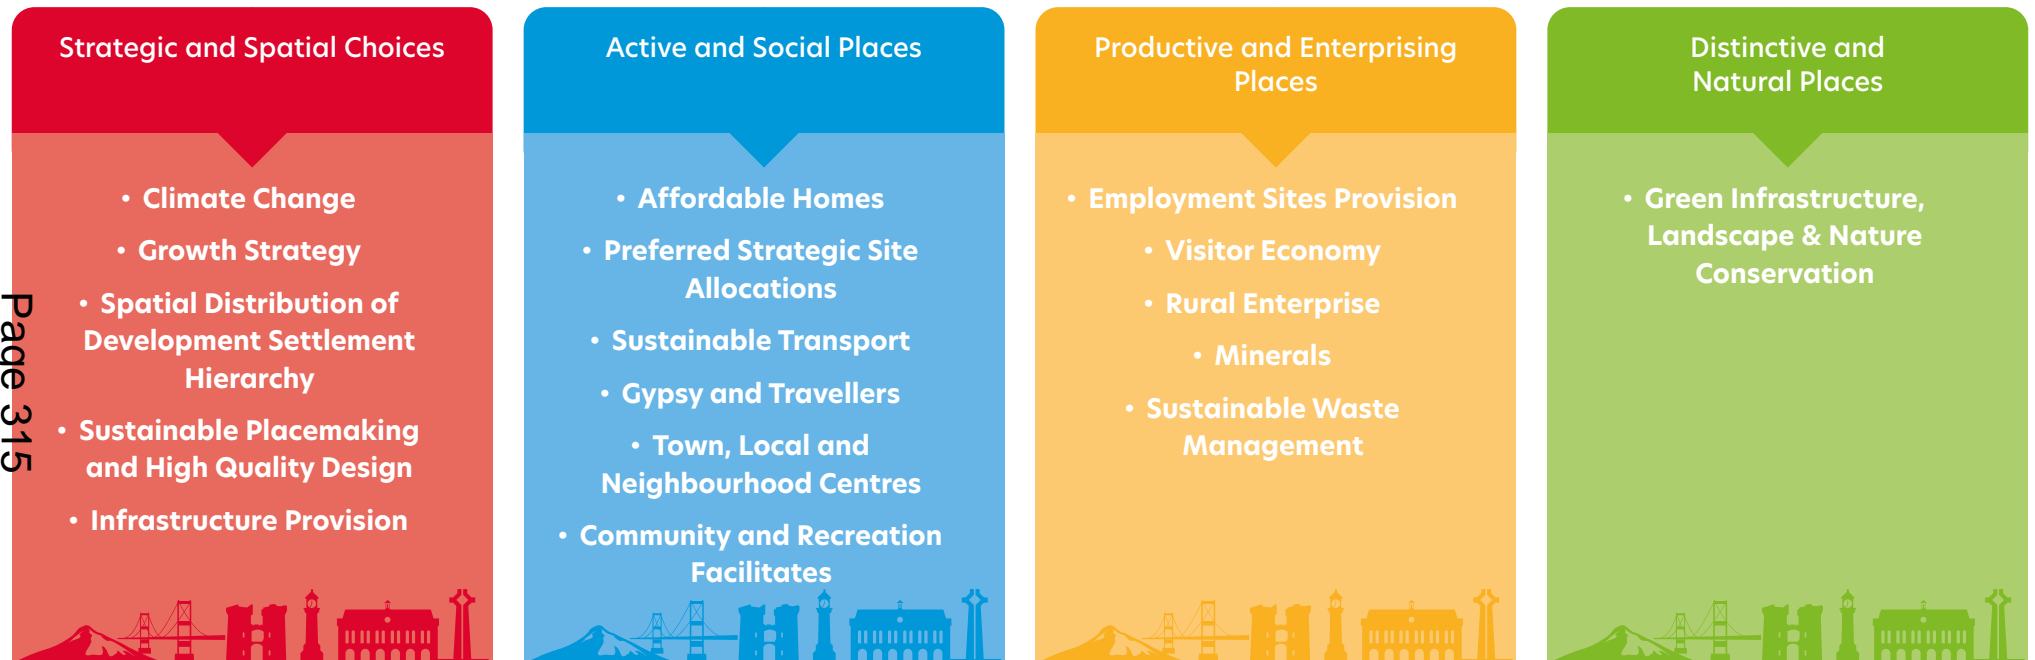 Strategic and Spatial Choices
• Climate Change
• Growth Strategy
• Spatial Distribution of
Development Settlement
Hierarchy
• Sustainable Placemaking
and High Quality Design
• Infrastructure Provision
Active and Social Places
• Affordable Homes
• Preferred Strategic Site
Allocations
• Sustainable Transport
• Gypsy and Travellers
• Town, Local and
Neighbourhood Centres
• Community and Recreation
Facilitates
Productive and Enterprising
Places
• Employment Sites Provision
• Visitor Economy
• Rural Enterprise
• Minerals
• Sustainable Waste
Management
Distinctive and
Natural Places
• Green Infrastructure,
Landscape & Nature
Conservation
Page 315